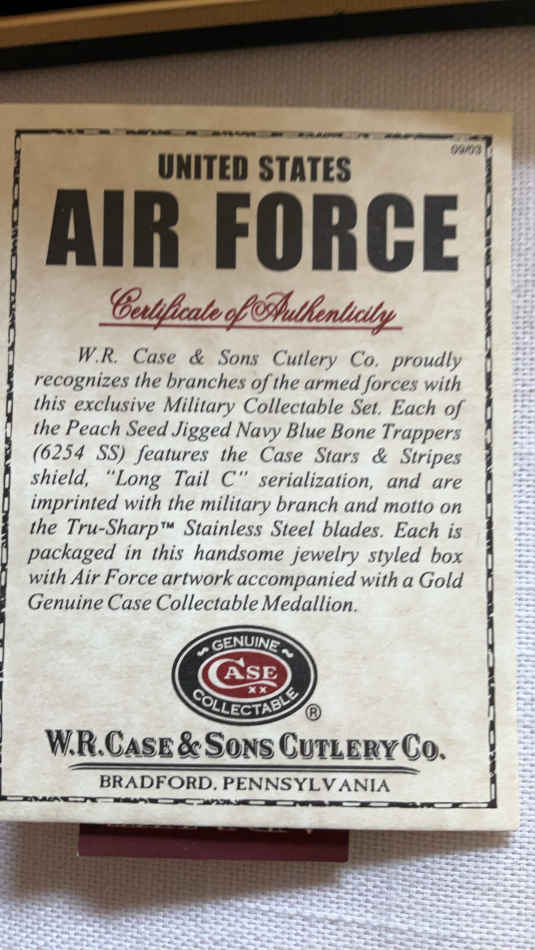 09/03
UNITED STATES
AIR FORCE
Certificate of Authenticity
W.R. Case & Sons Cutlery Co. proudly
recognizes the branches of the armed forces with
this exclusive Military Collectable Set. Each of
the Peach Seed Jigged Navy Blue Bone Trappers
(6254 SS) features the Case Stars & Stripes
shield, "Long Tail C" serialization, and are
imprinted with the military branch and motto on
the Tru-Sharp™ Stainless Steel blades. Each is
packaged in this handsome jewelry styled box
with Air Force artwork accompanied with a Gold
Genuine Case Collectable Medallion.
GENUINE
CASE
XX
COLLECTABLE
®
W.R. CASE & SONS CUTLERY CO.
BRADFORD, PENNSYLVANIA